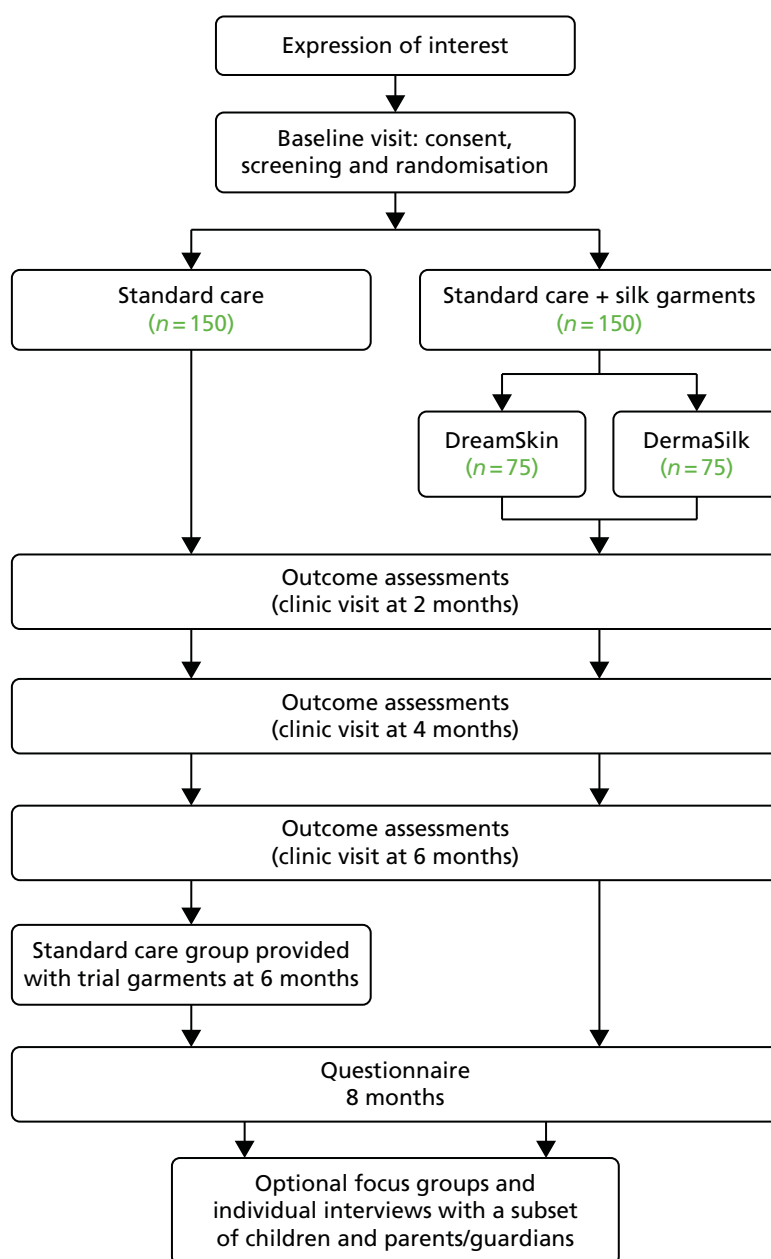 Expression of interest
Baseline visit: consent,
screening and randomisation
Standard care
(n=150)
Standard care + silk garments
(n=150)
DreamSkin
(n=75)
DermaSilk
(n=75)
Outcome assessments
(clinic visit at 2 months)
Outcome assessments
(clinic visit at 4 months)
Outcome assessments
(clinic visit at 6 months)
Standard care group provided
with trial garments at 6 months
Questionnaire
8 months
Optional focus groups and
individual interviews with a subset
of children and parents/guardians